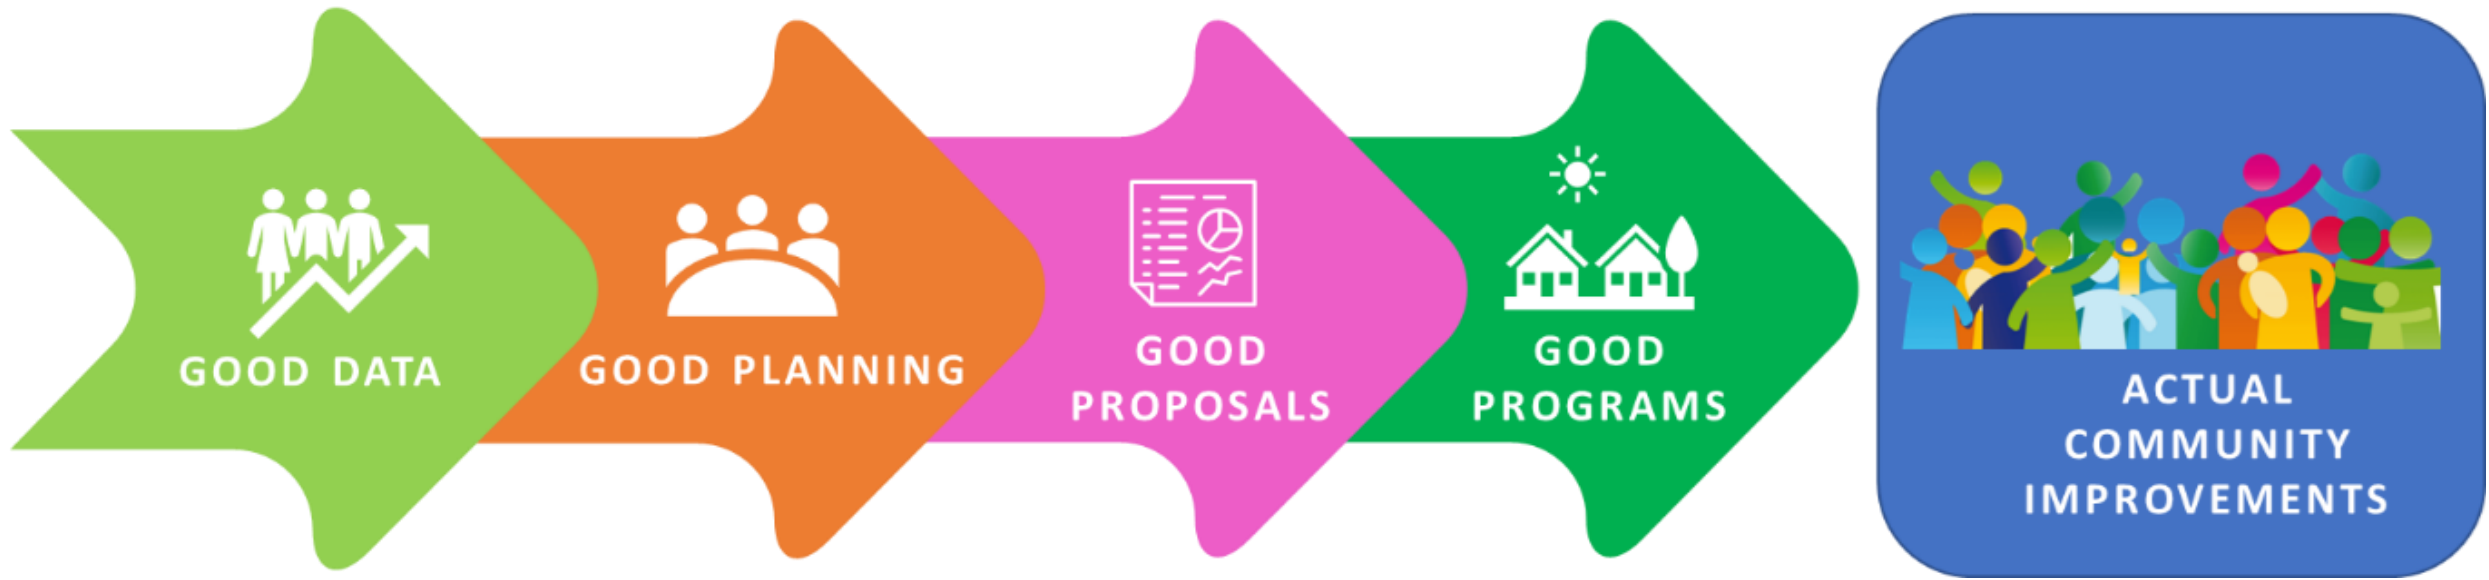 GOOD DATA
GOOD PLANNING
GOOD
PROPOSALS
GOOD
PROGRAMS
ACTUAL
COMMUNITY
IMPROVEMENTS